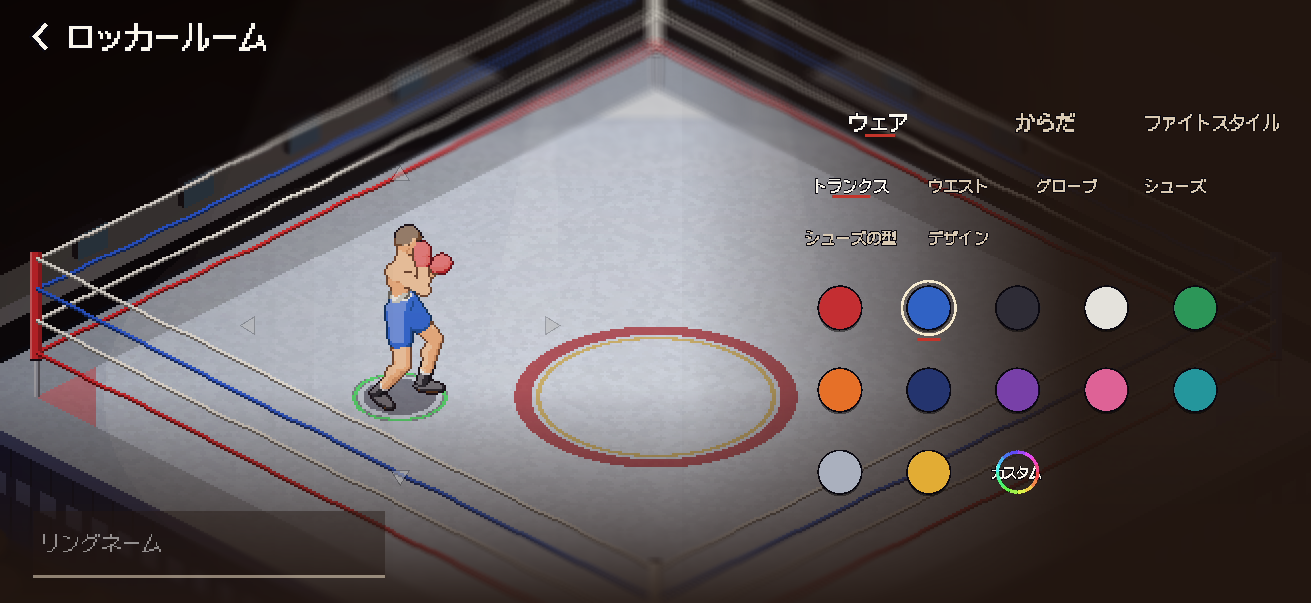 ロッカールーム
ウェア からだ ファイトスタイル
トランクス ウエスト グローブ シューズ
シューズの型 デザイン
カスタム
リングネーム